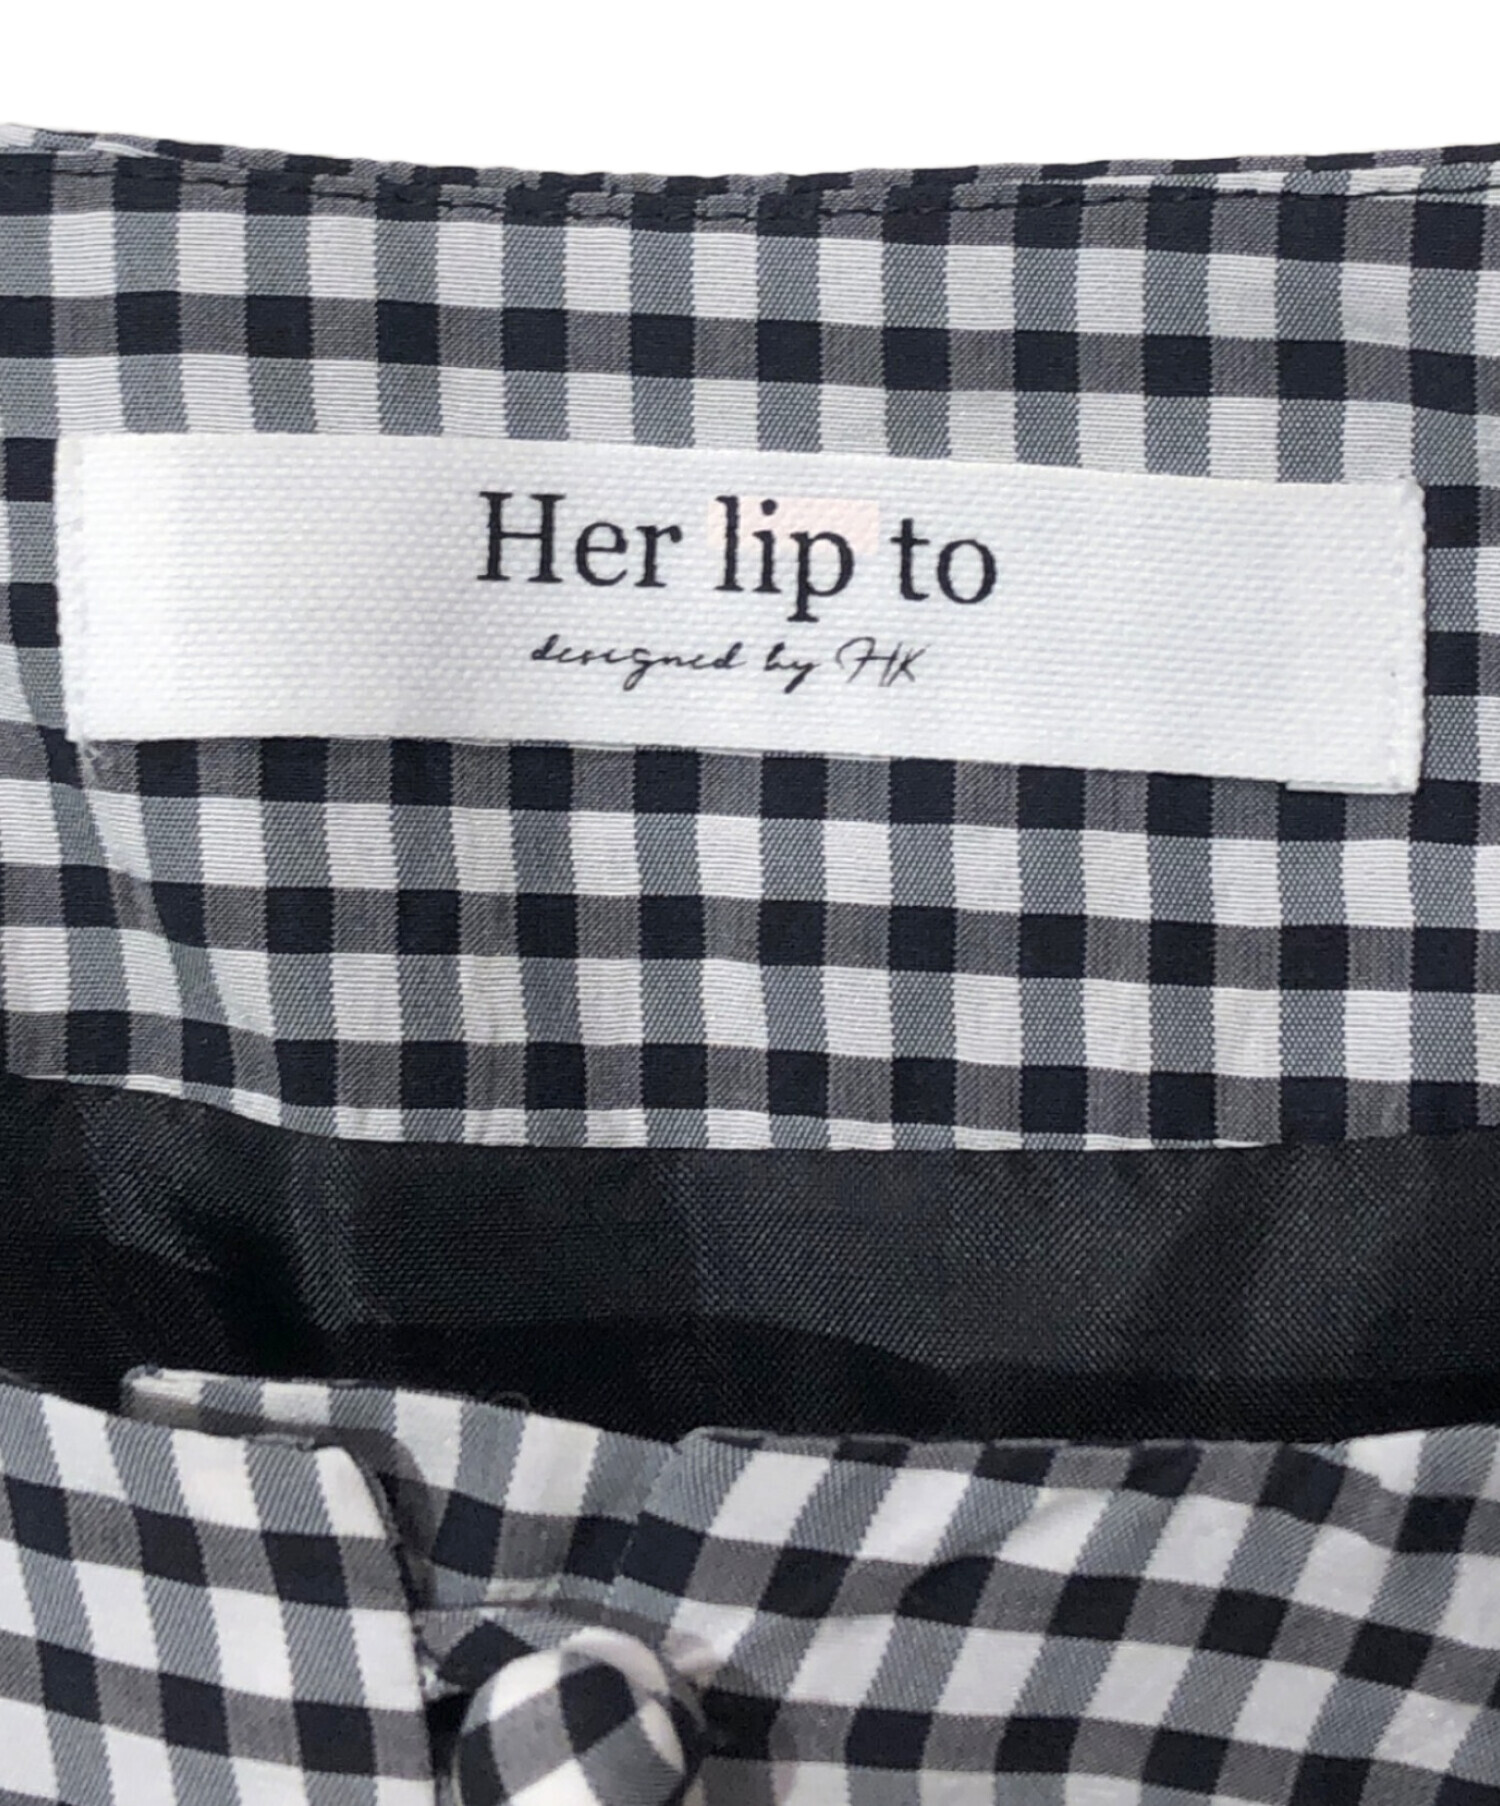 Her lip to
designed by HK